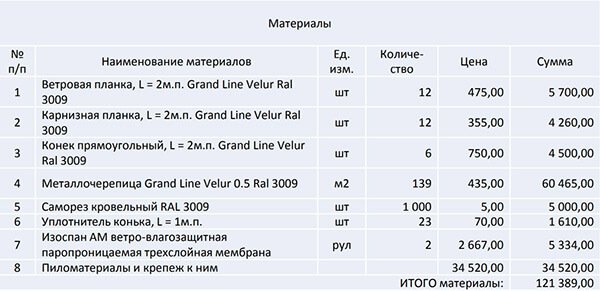 Материалы
№ п/п Наименование материалов Ед. изм. Количе- ство Цена Сумма
1 Ветровая планка, L = 2м.п. Grand Line Velur Ral 3009 шт 12 475,00 5 700,00
2 Карнизная планка, L = 2м.п. Grand Line Velur Ral 3009 шт 12 355,00 4 260,00
3 Конек прямоугольный, L = 2м.п. Grand Line Velur Ral 3009 шт 6 750,00 4 500,00
4 Металлочерепица Grand Line Velur 0.5 Ral 3009 м2 139 435,00 60 465,00
5 Саморез кровельный RAL 3009 шт 1 000 5,00 5 000,00
6 Уплотнитель конька, L = 1м.п. шт 23 70,00 1 610,00
7 Изоспан АМ ветро-влагозащитная паропроницаемая трехслойная мембрана рул 2 2 667,00 5 334,00
8 Пиломатериалы и крепеж к ним 34 520,00 34 520,00
ИТОГО материалы: 121 389,00